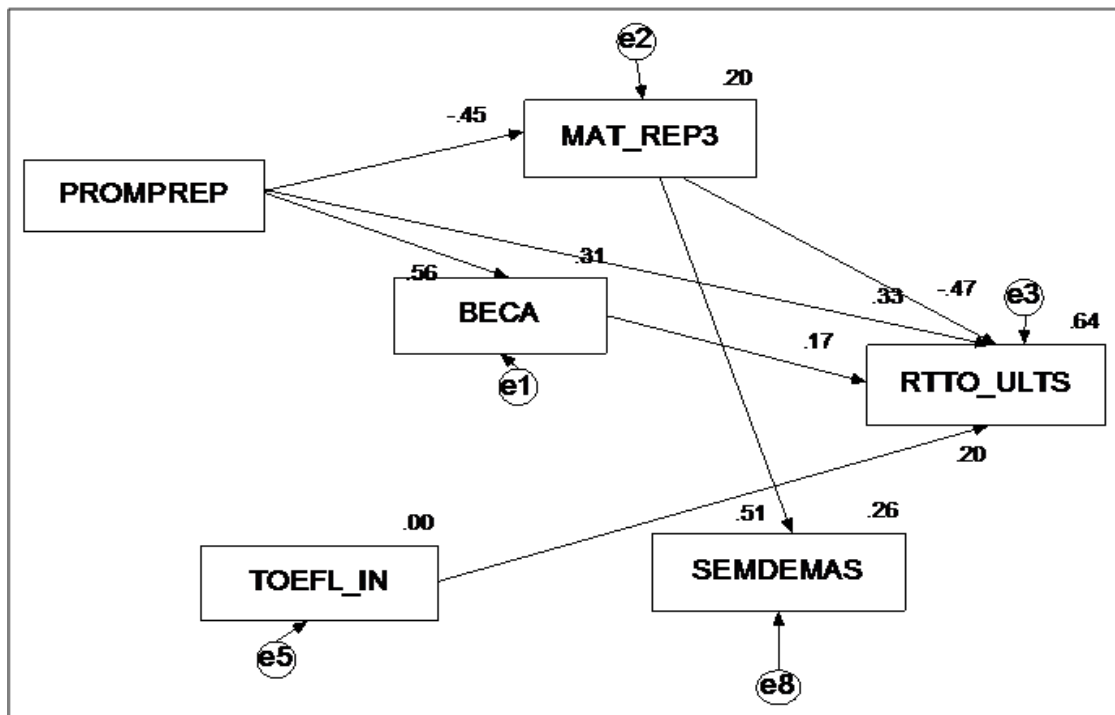 e2
.20
-.45
MAT_REP3
PROMPREP
.56
.31
.33
-.47
e3
BECA
.64
.17
RTTO_ULTS
e1
.20
.00
.51
.26
TOEFL_IN
SEMDEMAS
e5
e8